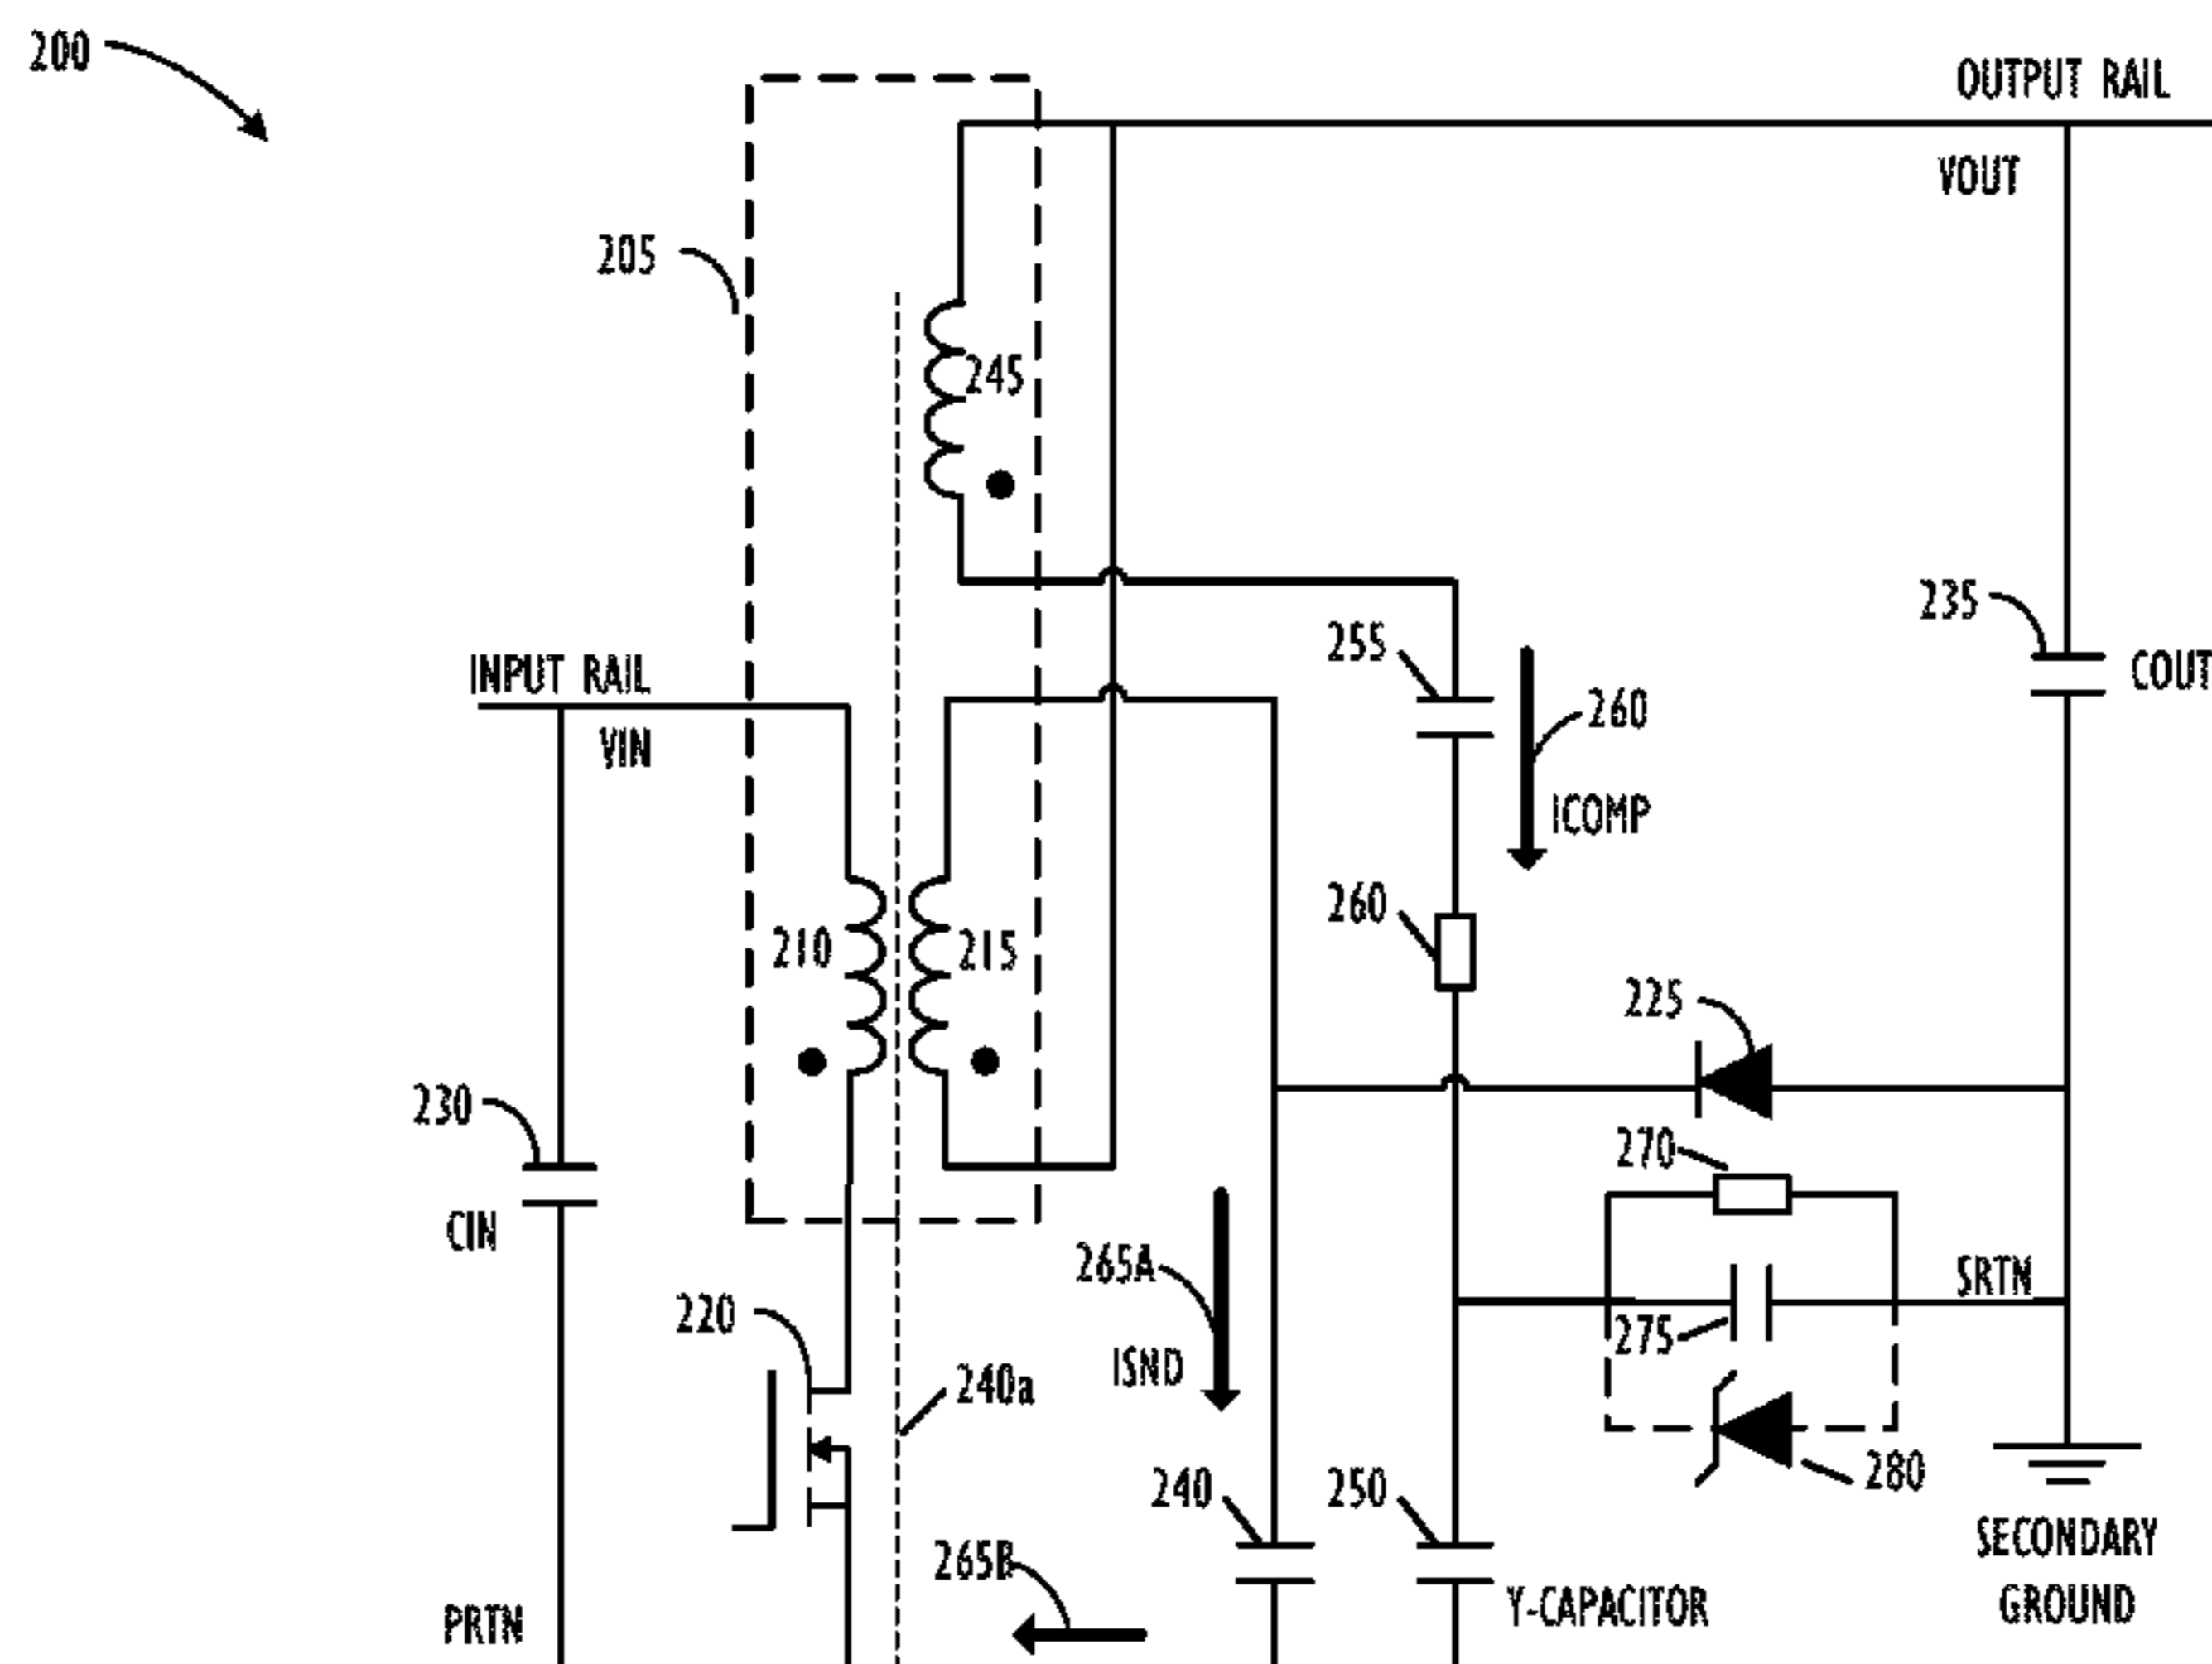 200
OUTPUT RAIL
VOUT
205
245
235
COUT
255
260
ICOMP
INPUT RAIL
VIN
260
210
215
225
230
270
CIN
265A
SRTN
275
220
ISND
240a
280
240
250
SECONDARY
GROUND
265B
Y-CAPACITOR
PRTN